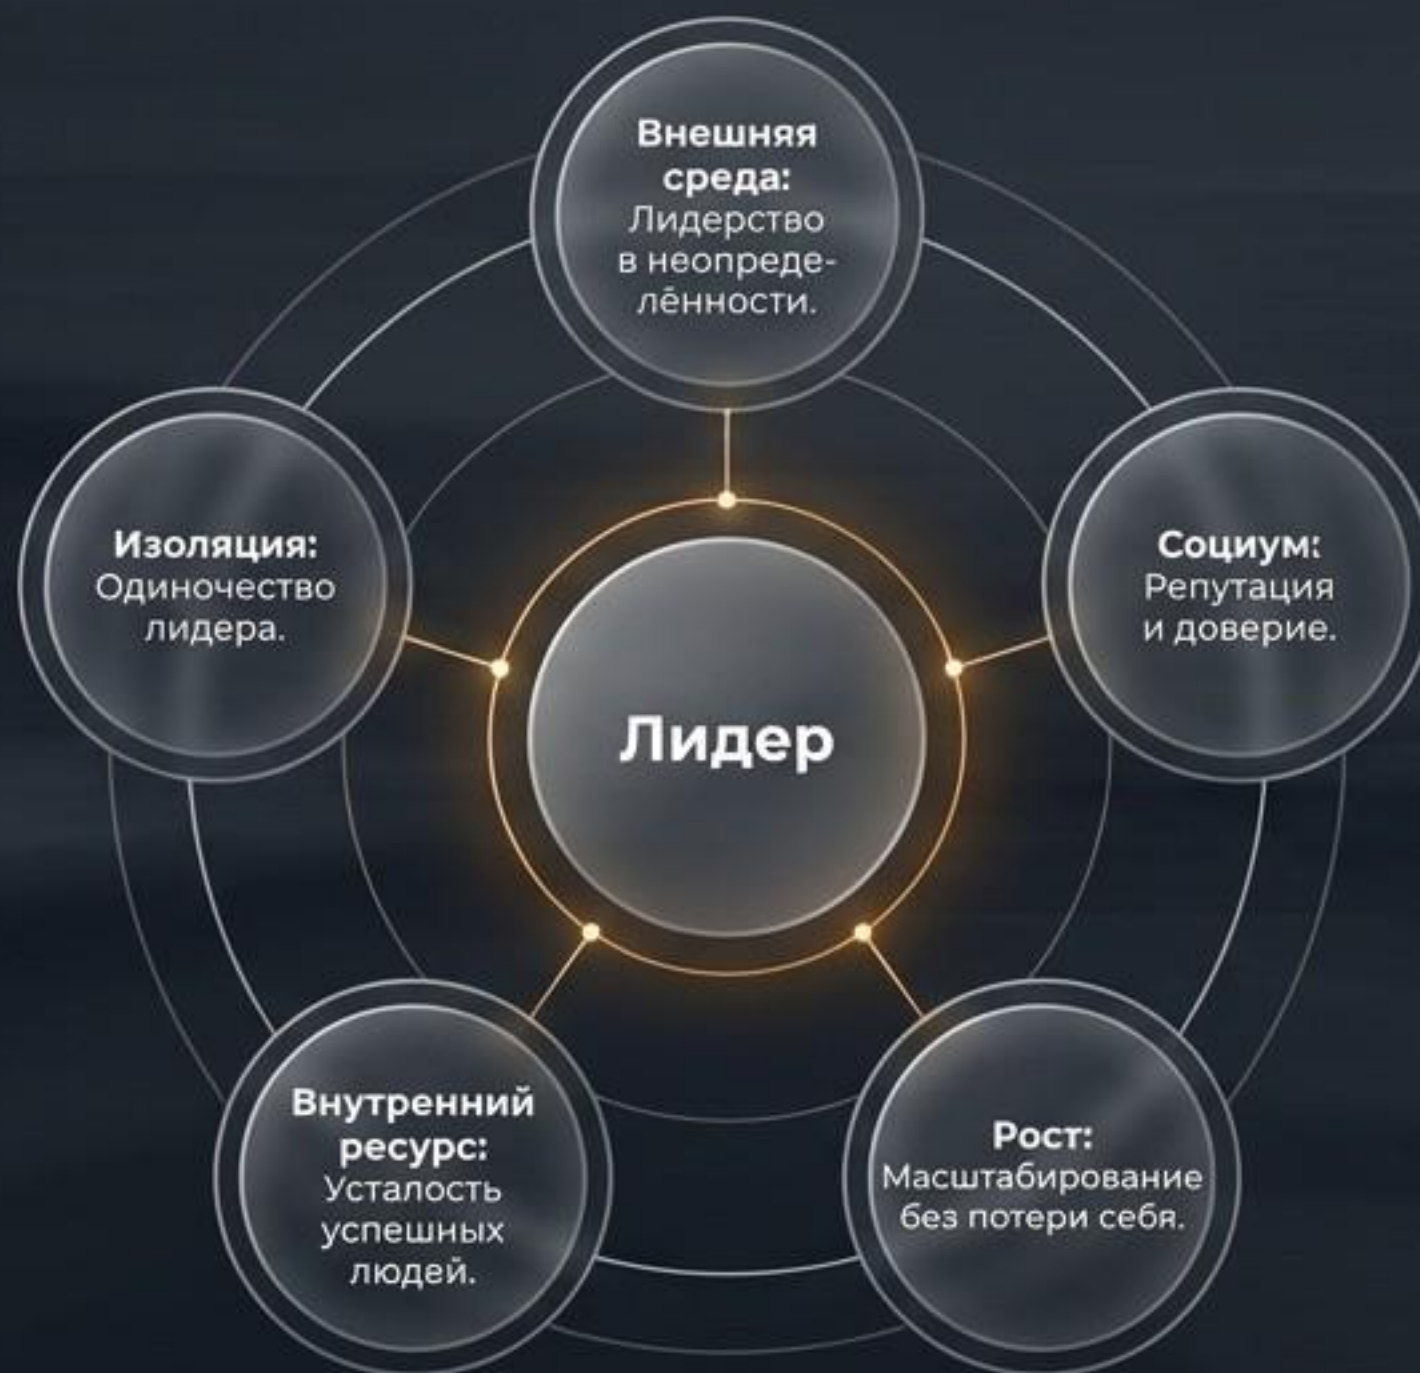 Внешняя
среда:
Лидерство
в неопреде-
лённости.
Изоляция:
Одиночество
лидера.
Социум:
Репутация
и доверие.
Лидер
Внутренний
ресурс:
Усталость
успешных
людей.
Рост:
Масштабирование
без потери себя.